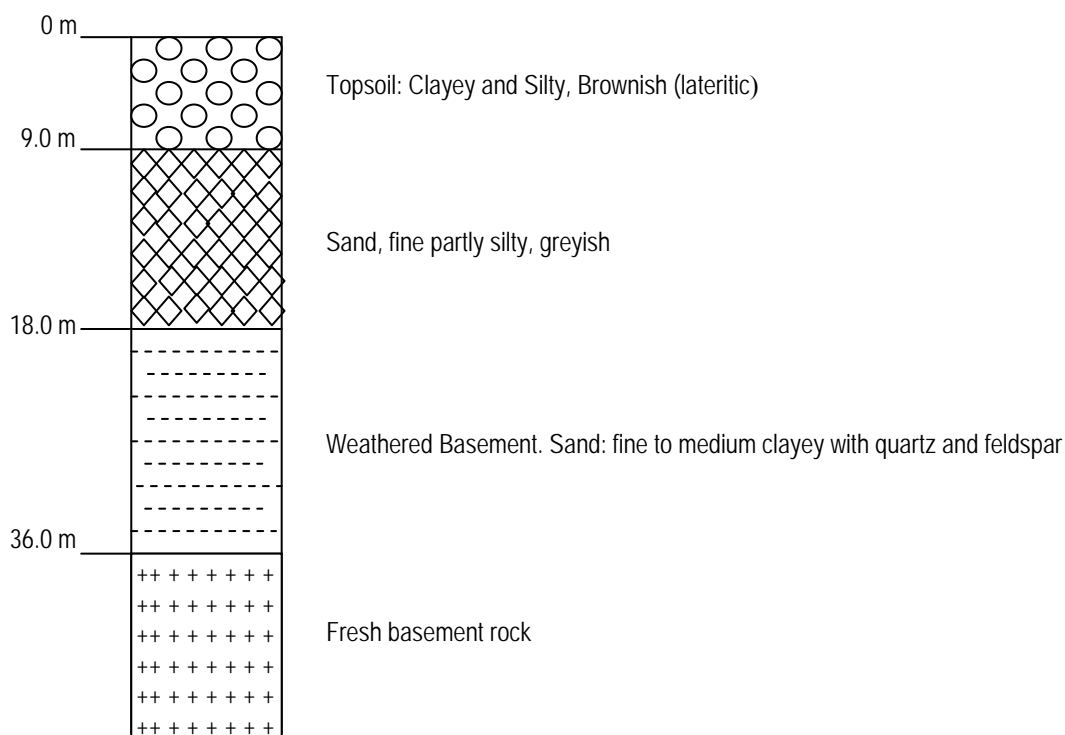 0 m
Topsoil: Clayey and Silty, Brownish (lateritic)
9.0 m
Sand, fine partly silty, greyish
18.0 m
Weathered Basement. Sand: fine to medium clayey with quartz and feldspar
36.0 m
Fresh basement rock